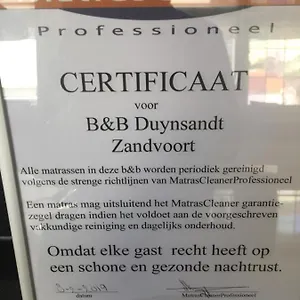 Professioneel
CERTIFICAAT
voor
B&B Duynsandt
Zandvoort
Alle matrassen in deze b&b worden periodiek gereinigd
volgens de strenge richtlijnen van MatrasCleanerProfessioneel
Een matras mag uitsluitend het MatrasCleaner garantie-
zegel dragen indien het voldoet aan de voorgeschreven
vakkundige reiniging en dagelijks onderhoud.
Omdat elke gast recht heeft op
een schone en gezonde nachtrust.
datum MatrasCleanerProfessioneel